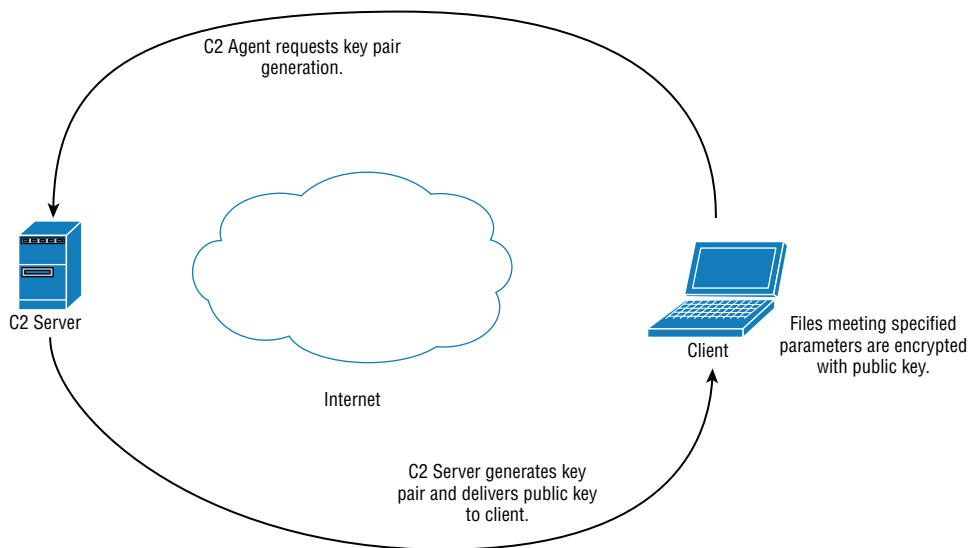 C2 Agent requests key pair
generation.
C2 Server
Client
Files meeting specified
parameters are encrypted
with public key.
Internet
C2 Server generates key
pair and delivers public key
to client.